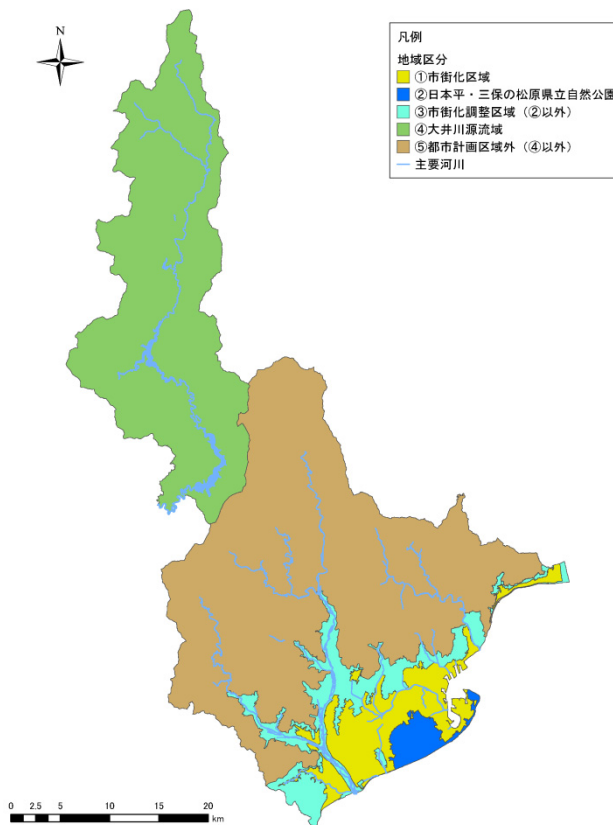 N
凡例
地域区分
①市街化区域
②日本平・三保の松原県立自然公園
③市街化調整区域（②以外）
④大井川源流域
⑤都市計画区域外（④以外）
主要河川
0 2.5 5 10 15 20
km